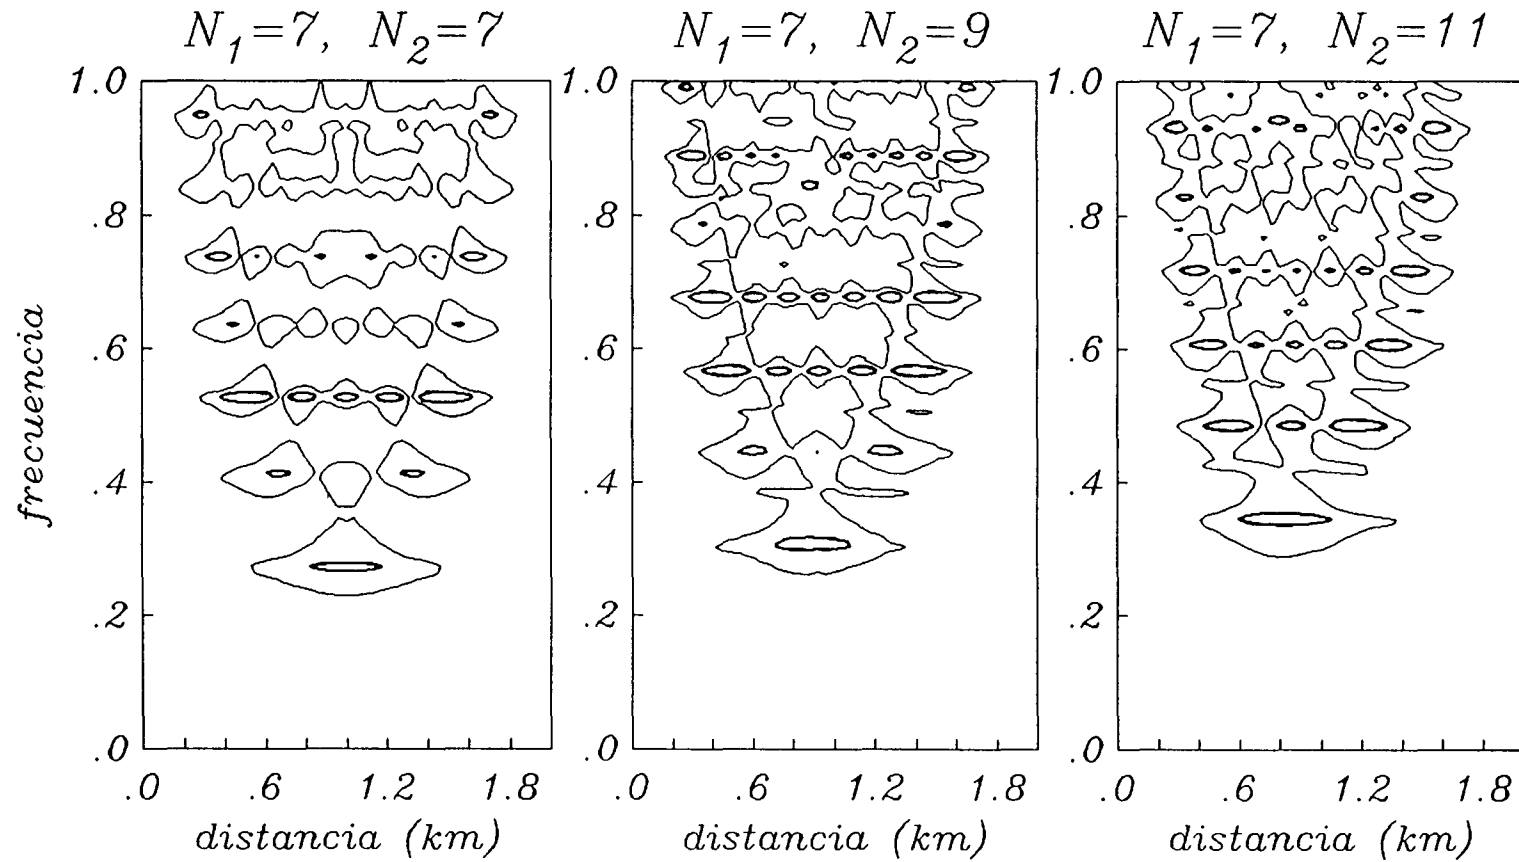 N₁=7, N₂=7
N₁=7, N₂=9
N₁=7, N₂=11
frecuencia
1.0
.8
.6
.4
.2
.0
.0 .6 1.2 1.8
distancia (km)
1.0
.8
.6
.4
.2
.0
.0 .6 1.2 1.8
distancia (km)
1.0
.8
.6
.4
.2
.0
.0 .6 1.2 1.8
distancia (km)